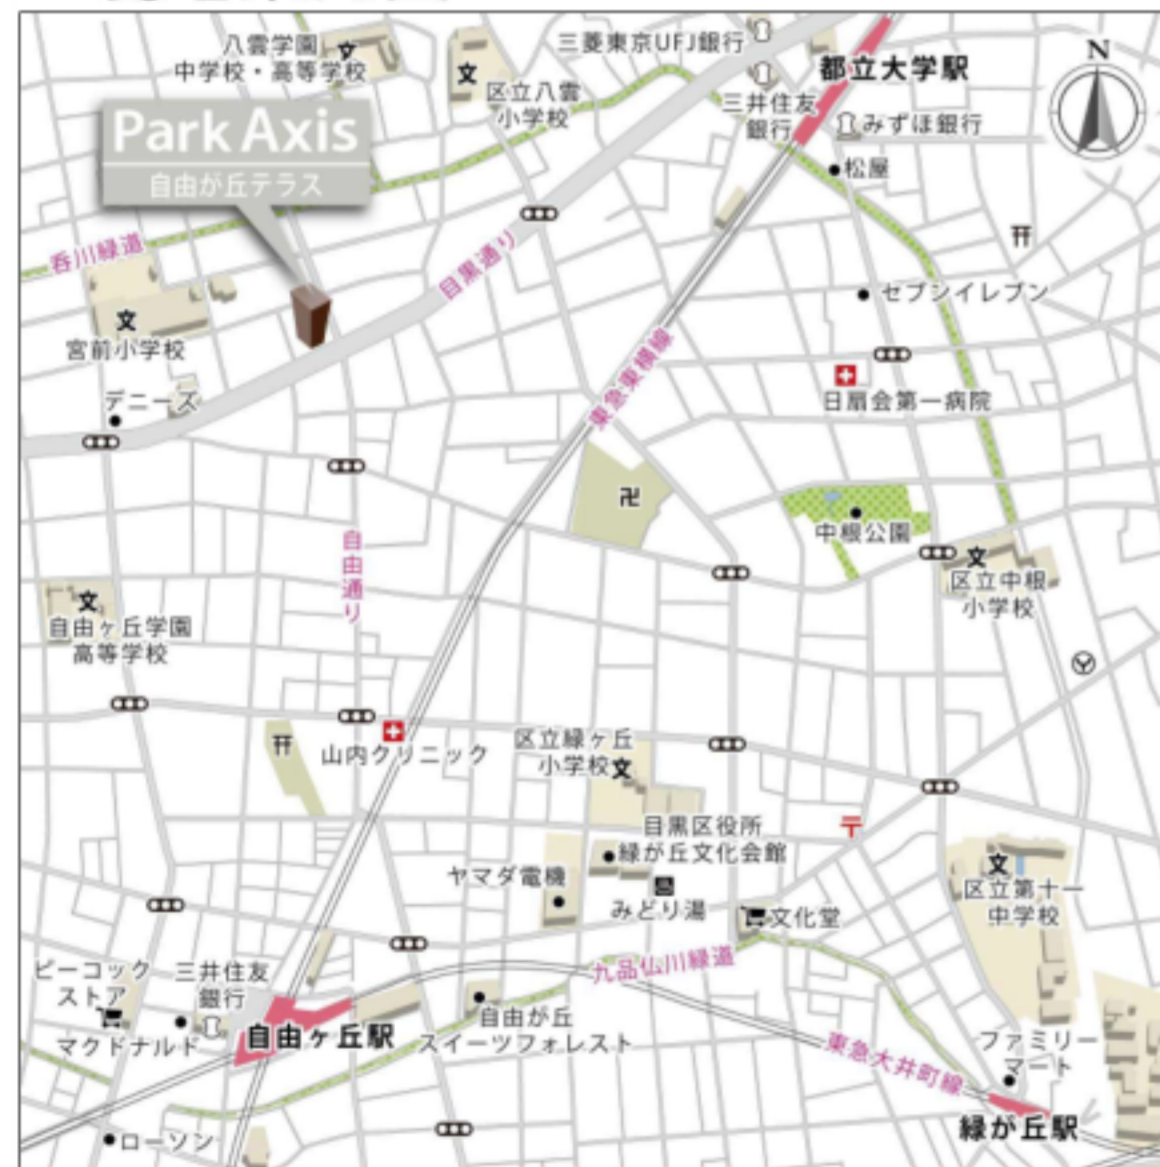 八雲学園
中学校・高等学校
区立八雲
小学校
三菱東京UFJ銀行
都立大学駅
N
三井住友
銀行
みずほ銀行
松屋
Park Axis
自由が丘テラス
呑川緑道
目黒通り
セブンイレブン
宮前小学校
東急東横線
デニーズ
日扇会第一病院
中根公園
自由通り
区立中根
小学校
自由ヶ丘学園
高等学校
山内クリニック
区立緑ヶ丘
小学校
目黒区役所
緑が丘文化会館
ヤマダ電機
みどり湯
文化堂
区立第十一
中学校
九品仏川緑道
ピーコック
ストア
三井住友
銀行
マクドナルド
自由ヶ丘駅
自由が丘
スイーツフォレスト
東急大井町線
ファミリー
マート
緑が丘駅
ローソン